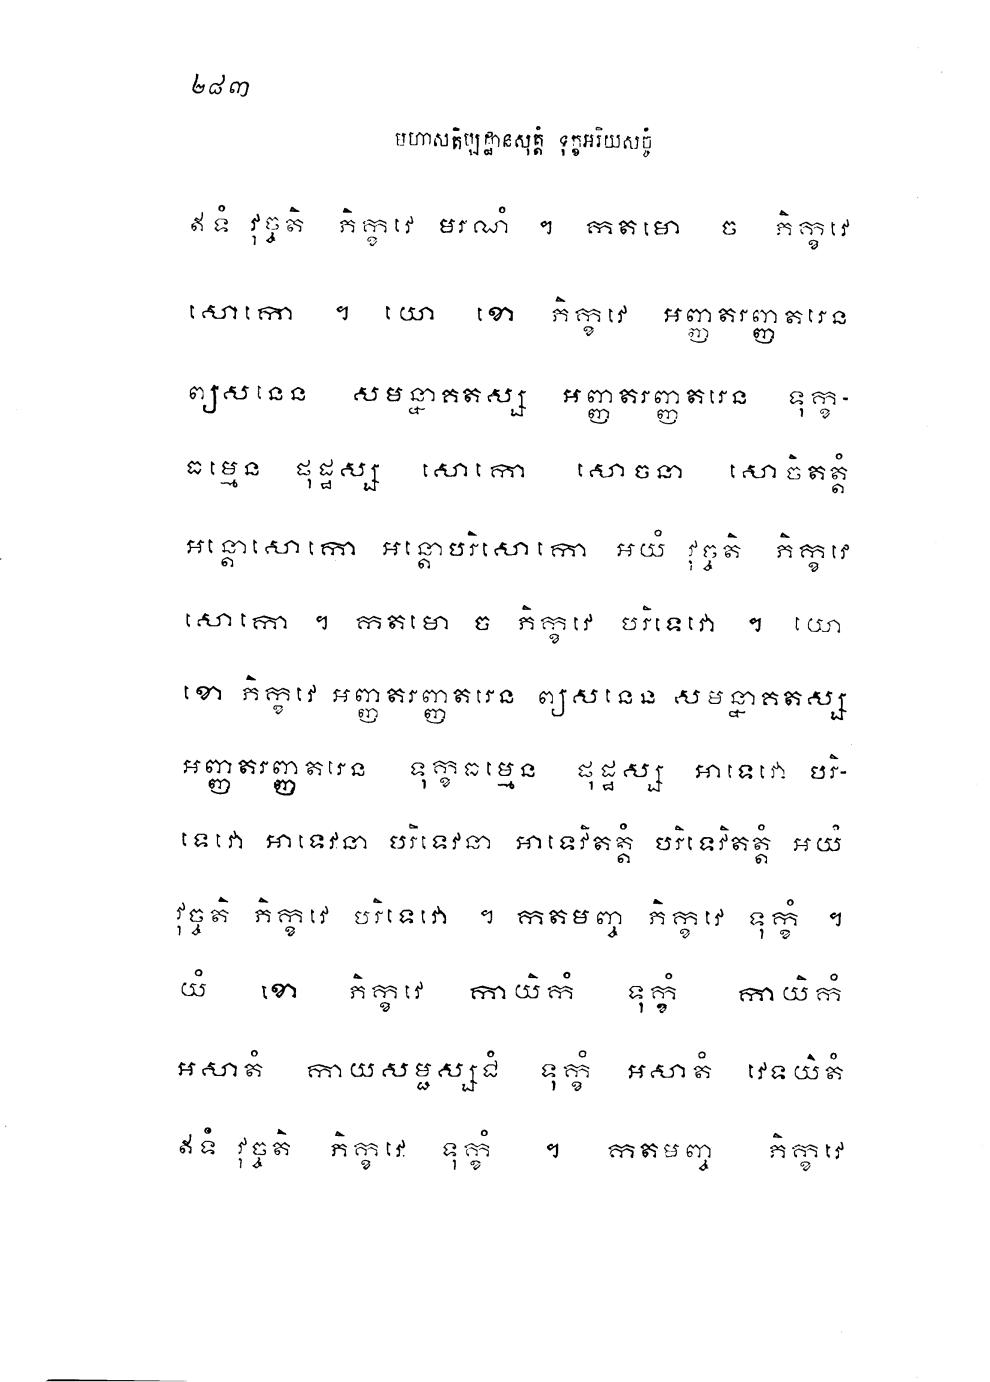 ២៨៣
មហាសតិប្បដ្ឋានសុត្តំ ទុក្ខអរិយសច្ចំ
ឥទំ វុច្ចតិ ភិក្ខវេ មរណំ ។ កតមោ ច ភិក្ខវេ
សោកោ ។ យោ ខោ ភិក្ខវេ អញ្ញតរញ្ញតរេន
ព្យសនេន សមន្នាគតស្ស អញ្ញតរញ្ញតរេន ទុក្ខ-
ធម្មេន ផុដ្ឋស្ស សោកោ សោចនា សោចិតត្តំ
អន្តោសោកោ អន្តោបរិសោកោ អយំ វុច្ចតិ ភិក្ខវេ
សោកោ ។ កតមោ ច ភិក្ខវេ បរិទេវោ ។ យោ
ខោ ភិក្ខវេ អញ្ញតរញ្ញតរេន ព្យសនេន សមន្នាគតស្ស
អញ្ញតរញ្ញតរេន ទុក្ខធម្មេន ផុដ្ឋស្ស អាទេវោ បរិ-
ទេវោ អាទេវនា បរិទេវនា អាទេវិតត្តំ បរិទេវិតត្តំ អយំ
វុច្ចតិ ភិក្ខវេ បរិទេវោ ។ កតមញ្ច ភិក្ខវេ ទុក្ខំ ។
យំ ខោ ភិក្ខវេ កាយិកំ ទុក្ខំ កាយិកំ
អសាតំ កាយសម្ផស្សជំ ទុក្ខំ អសាតំ វេទយិតំ
ឥទំ វុច្ចតិ ភិក្ខវេ ទុក្ខំ ។ កតមញ្ច ភិក្ខវេ